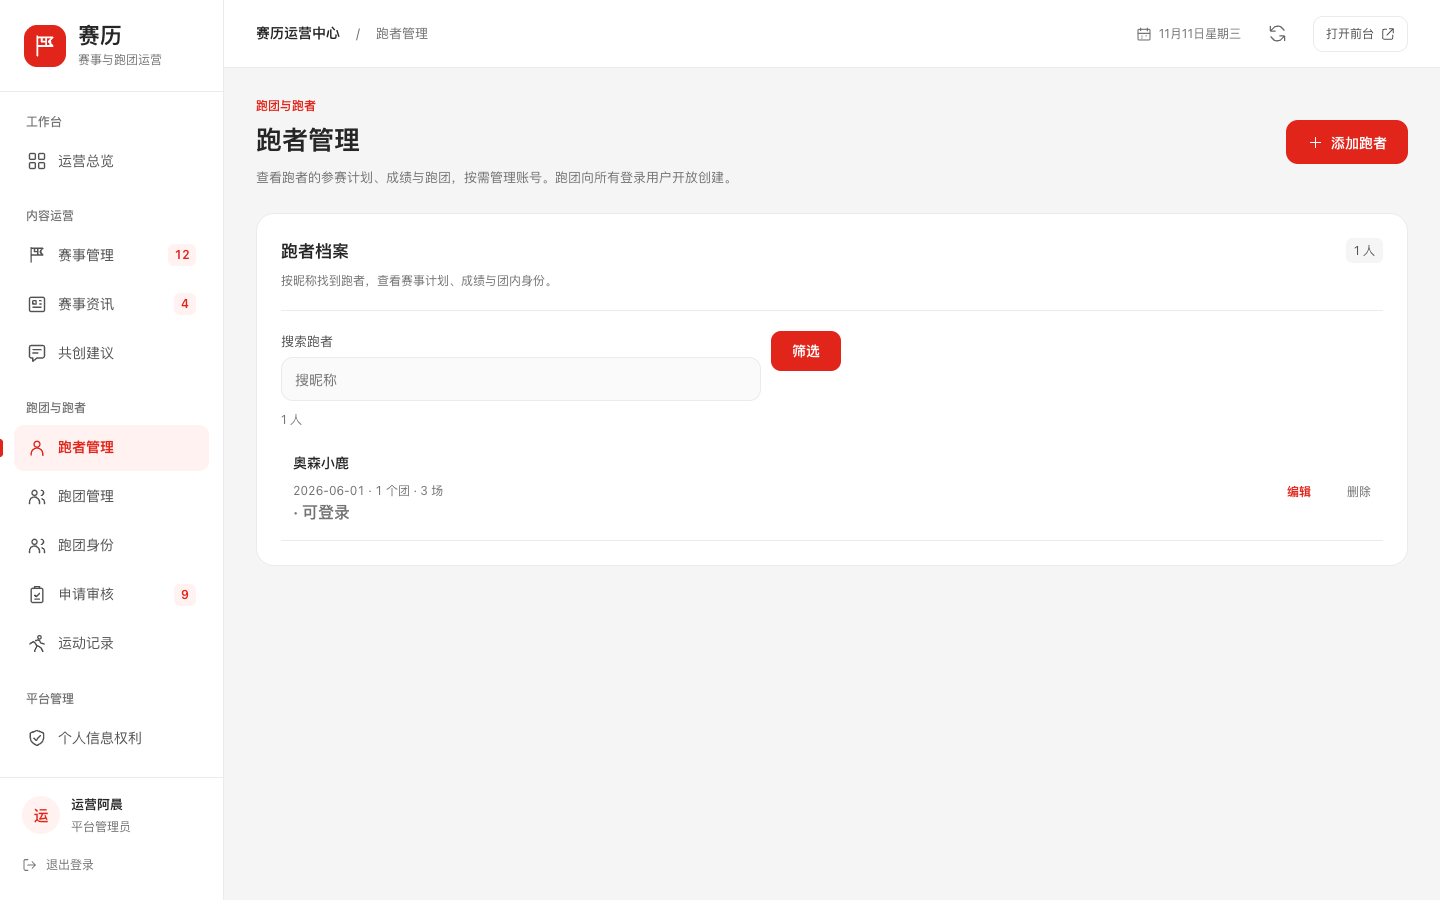 赛历
赛事与跑团运营
工作台
运营总览
内容运营
赛事管理 12
赛事资讯 4
共创建议
跑团与跑者
跑者管理
跑团管理
跑团身份
申请审核 9
运动记录
平台管理
个人信息权利
运
运营阿晨
平台管理员
退出登录
赛历运营中心 / 跑者管理
11月11日星期三
打开前台
跑团与跑者
跑者管理
查看跑者的参赛计划、成绩与跑团，按需管理账号。跑团向所有登录用户开放创建。
添加跑者
跑者档案
1 人
按昵称找到跑者，查看赛事计划、成绩与团内身份。
搜索跑者
搜昵称
筛选
1 人
奥森小鹿
2026-06-01 · 1 个团 · 3 场
· 可登录
编辑 删除